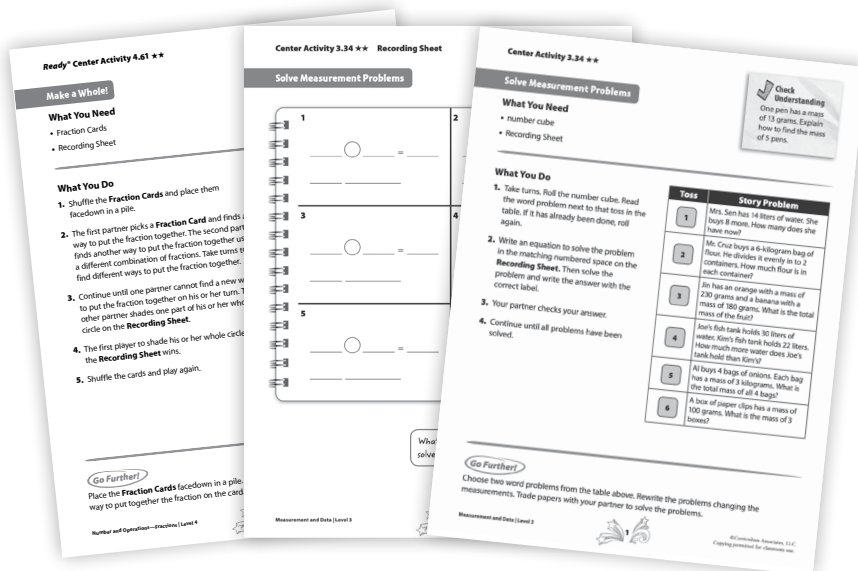 Ready® Center Activity 4.61 ★★
Make a Whole!
What You Need
• Fraction Cards
• Recording Sheet
What You Do
1. Shuffle the Fraction Cards and place them
facedown in a pile.
2. The first partner picks a Fraction Card and finds
way to put the fraction together. The second
finds another way to put the fraction together
a different combination of fractions. Take turns
find different ways to put the fraction together.
3. Continue until one partner cannot find a new
to put the fraction together on his or her turn.
other partner shades one part of his or her
circle on the Recording Sheet.
4. The first player to shade his or her whole circle
the Recording Sheet wins.
5. Shuffle the cards and play again.
Go Further!
Place the Fraction Cards facedown in a pile.
way to put together the fraction on the card
Number and Operations—Fractions | Level 4
Center Activity 3.34 ★★ Recording Sheet
Solve Measurement Problems
1
=
2
3
=
4
5
=
solve
Measurement and Data | Level 3
Center Activity 3.34 ★★
Solve Measurement Problems
What You Need
• number cube
• Recording Sheet
Check
Understanding
One pen has a mass
of 13 grams. Explain
how to find the mass
of 5 pens.
What You Do
1. Take turns. Roll the number cube. Read
the word problem next to that toss in the
table. If it has already been done, roll
again.
2. Write an equation to solve the problem
in the matching numbered space on the
Recording Sheet. Then solve the
problem and write the answer with the
correct label.
3. Your partner checks your answer.
4. Continue until all problems have been
solved.
Toss Story Problem
1 Mrs. Sen has 14 liters of water. She
buys 8 more. How many does she
have now?
2 Mr. Cruz buys a 6-kilogram bag of
flour. He divides it evenly in to 2
containers. How much flour is in
each container?
3 Jin has an orange with a mass of
230 grams and a banana with a
mass of 180 grams. What is the total
mass of the fruit?
4 Joe's fish tank holds 30 liters of
water. Kim's fish tank holds 22 liters.
How much more water does Joe's
tank hold than Kim's?
5 Al buys 4 bags of onions. Each bag
has a mass of 3 kilograms. What is
the total mass of all 4 bags?
6 A box of paper clips has a mass of
100 grams. What is the mass of 3
boxes?
Go Further!
Choose two word problems from the table above. Rewrite the problems changing the
measurements. Trade papers with your partner to solve the problems.
Measurement and Data | Level 3
1
©Curriculum Associates, LLC
Copying permitted for classroom use.